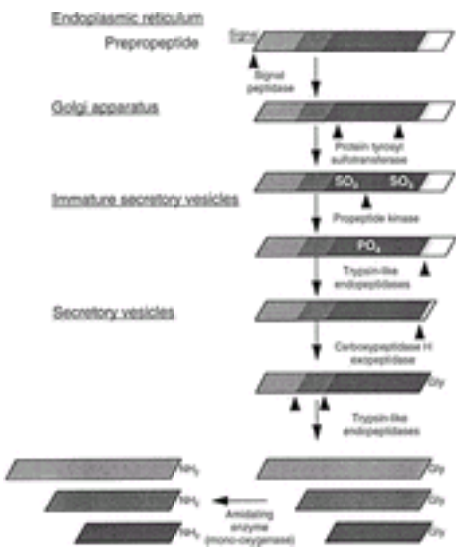 Endoplasmic reticulum
Prepropeptide
Signal
Signal
peptidase
Golgi apparatus
Protein tyrosyl
sulfotransferase
SO₃ SO₃
Immature secretory vesicles
Propeptide kinase
PO₄
Trypsin-like
endopeptidases
Secretory vesicles
Carboxypeptidase H
exopeptidase
Gly
Trypsin-like
endopeptidases
NH₂ Gly
NH₂ Gly
Amidating
enzyme
(mono-oxygenase)
NH₂ Gly